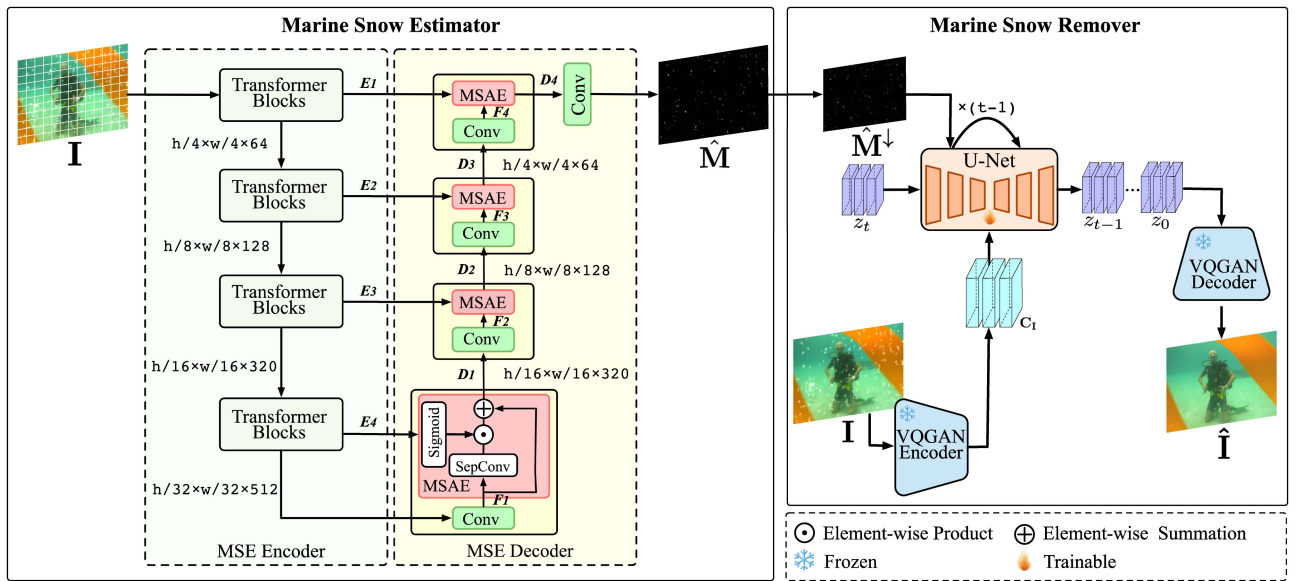 Marine Snow Estimator
I
Transformer
Blocks
E1
h/4×w/4×64
Transformer
Blocks
E2
h/8×w/8×128
Transformer
Blocks
E3
h/16×w/16×320
Transformer
Blocks
E4
h/32×w/32×512
MSE Encoder
MSAE
D4
Conv
F4
Conv
D3
h/4×w/4×64
MSAE
F3
Conv
D2
h/8×w/8×128
MSAE
F2
Conv
D1
h/16×w/16×320
Sigmoid
SepConv
MSAE
F1
Conv
MSE Decoder
M̂
Marine Snow Remover
M̂↓
×(t−1)
U-Net
z_t
z_{t−1}
...
z_0
VQGAN
Decoder
C_I
I
VQGAN
Encoder
Î
Element-wise Product
Element-wise Summation
Frozen
Trainable